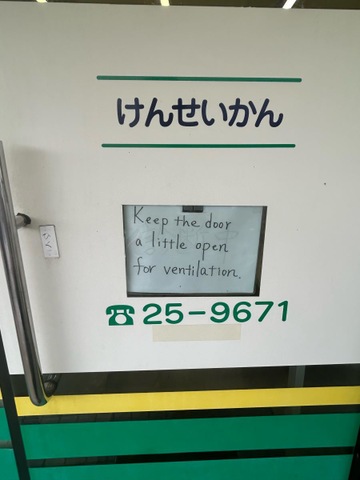 けんせいかん
Keep the door
a little open
for ventilation.
☎25-9671